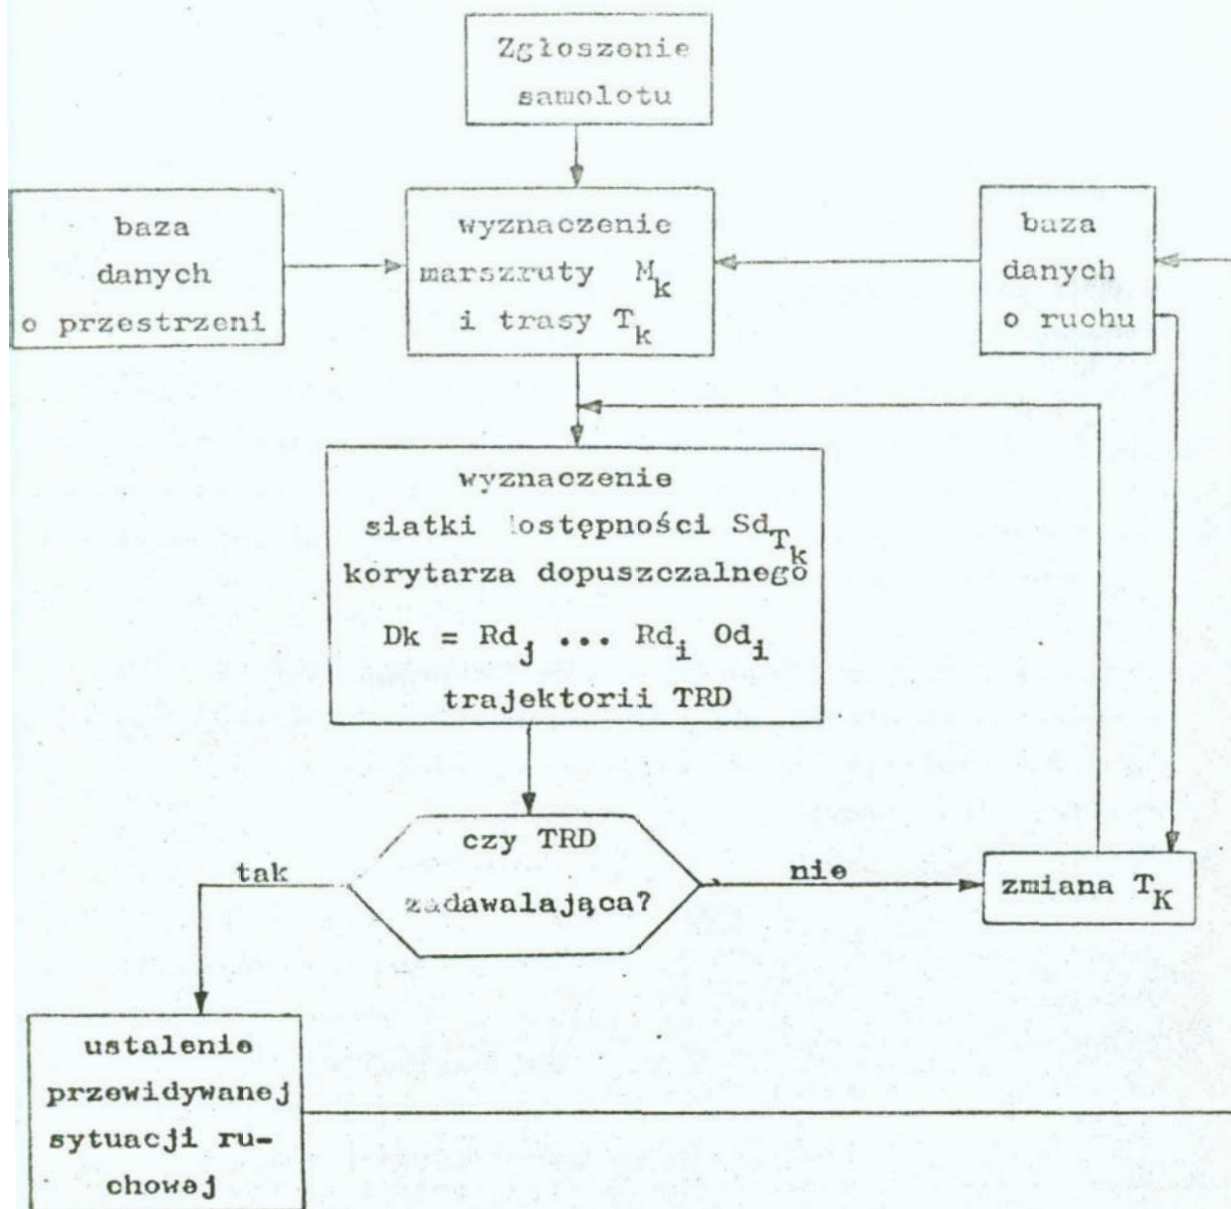 Zgłoszenie
samolotu
baza
danych
o przestrzeni
wyznaczenie
marszruty M_k
i trasy T_k
baza
danych
o ruchu
wyznaczenie
siatki dostępności Sd_T_k
korytarza dopuszczalnego
Dk = Rd_j ... Rd_i Od_i
trajektorii TRD
czy TRD
zadawalająca?
tak
nie
zmiana T_K
ustalenie
przewidywanej
sytuacji ru-
chowej